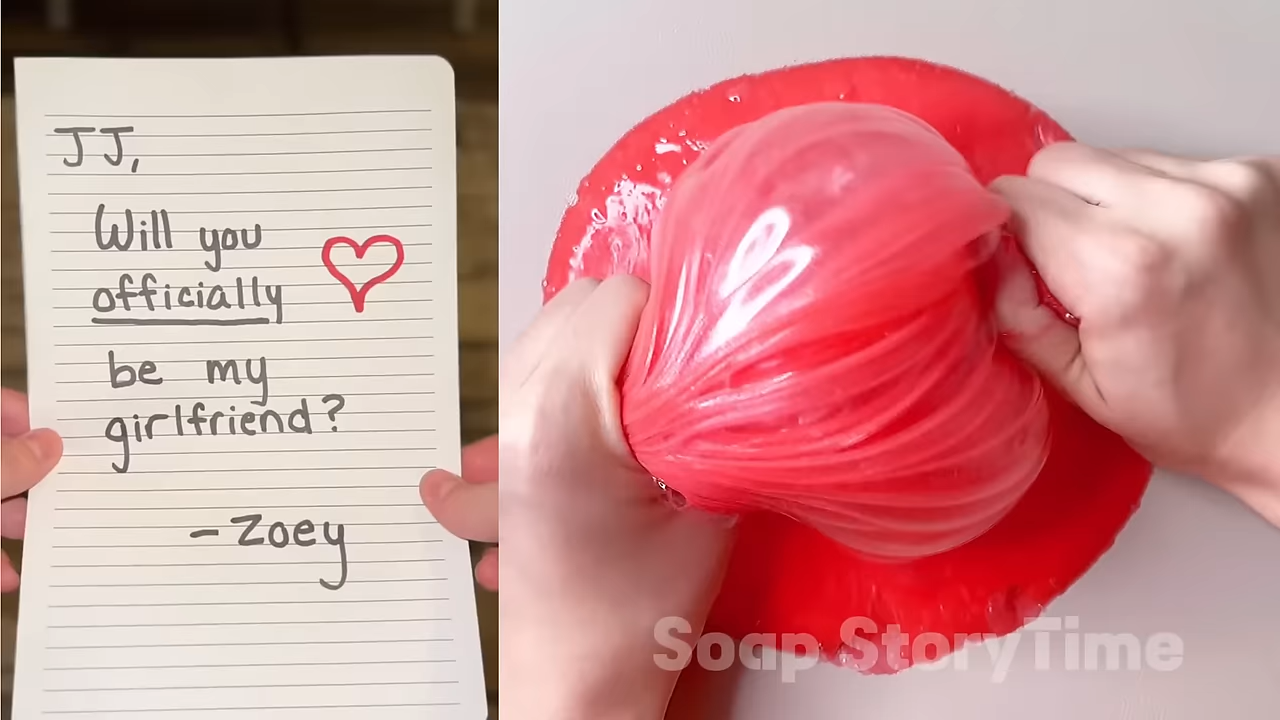 JJ,
Will you
officially
be my
girlfriend?
- Zoey
Soap StoryTime